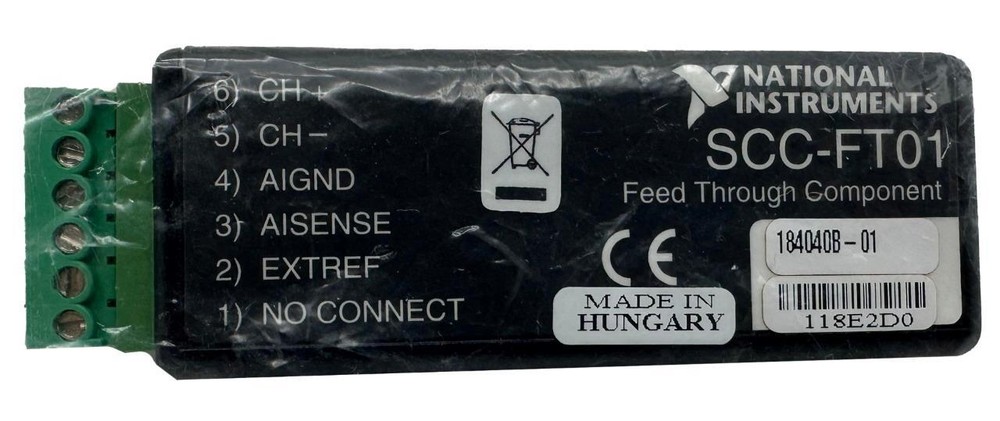 6) CH +
5) CH –
4) AIGND
3) AISENSE
2) EXTREF
1) NO CONNECT
NATIONAL
INSTRUMENTS
SCC-FT01
Feed Through Component
CE
184040B-01
MADE IN
HUNGARY
118E2D0